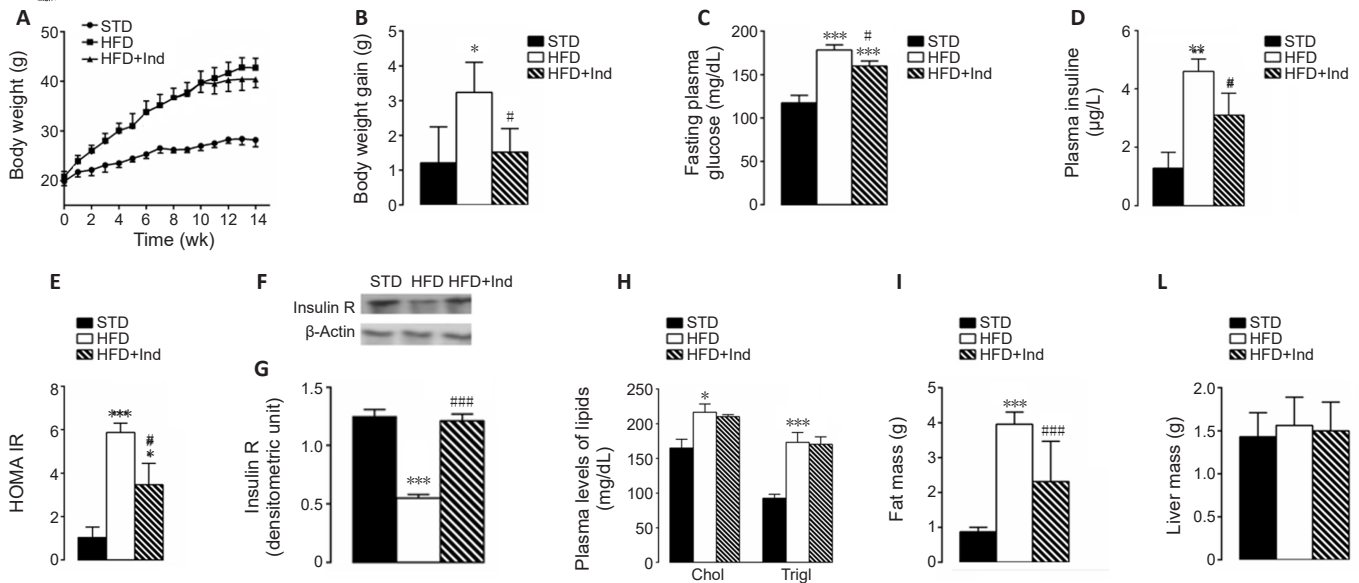 A
STD
HFD
HFD+Ind
50
40
30
20
Body weight (g)
0 2 4 6 8 10 12 14
Time (wk)
B
*
#
STD
HFD
HFD+Ind
5
4
3
2
1
0
Body weight gain (g)
C
***
#
***
STD
HFD
HFD+Ind
200
150
100
50
0
Fasting plasma
glucose (mg/dL)
D
**
#
STD
HFD
HFD+Ind
6
4
2
0
Plasma insuline
(μg/L)
E
STD
HFD
HFD+Ind
8
6
4
2
0
HOMA IR
***
#
*
F
STD HFD HFD+Ind
Insulin R
β-Actin
G
1.5
1.0
0.5
0
Insulin R
(densitometric unit)
***
###
H
STD
HFD
HFD+Ind
250
200
150
100
50
0
Plasma levels of lipids
(mg/dL)
*
***
Chol Trigl
I
STD
HFD
HFD+Ind
5
4
3
2
1
0
Fat mass (g)
***
###
L
STD
HFD
HFD+Ind
2.0
1.5
1.0
0.5
0
Liver mass (g)